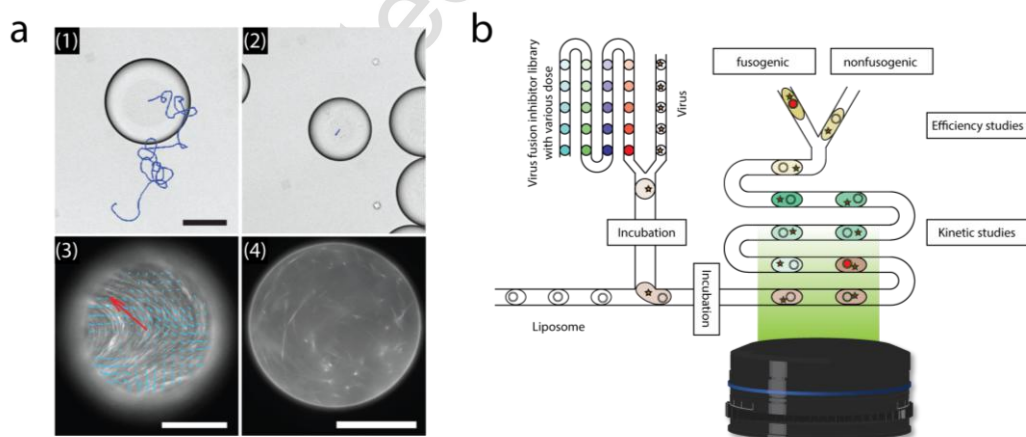 a
(1)
(2)
(3)
(4)
b
Virus fusion inhibitor library
with various dose
Virus
fusogenic
nonfusogenic
Efficiency studies
Incubation
Kinetic studies
Incubation
Liposome